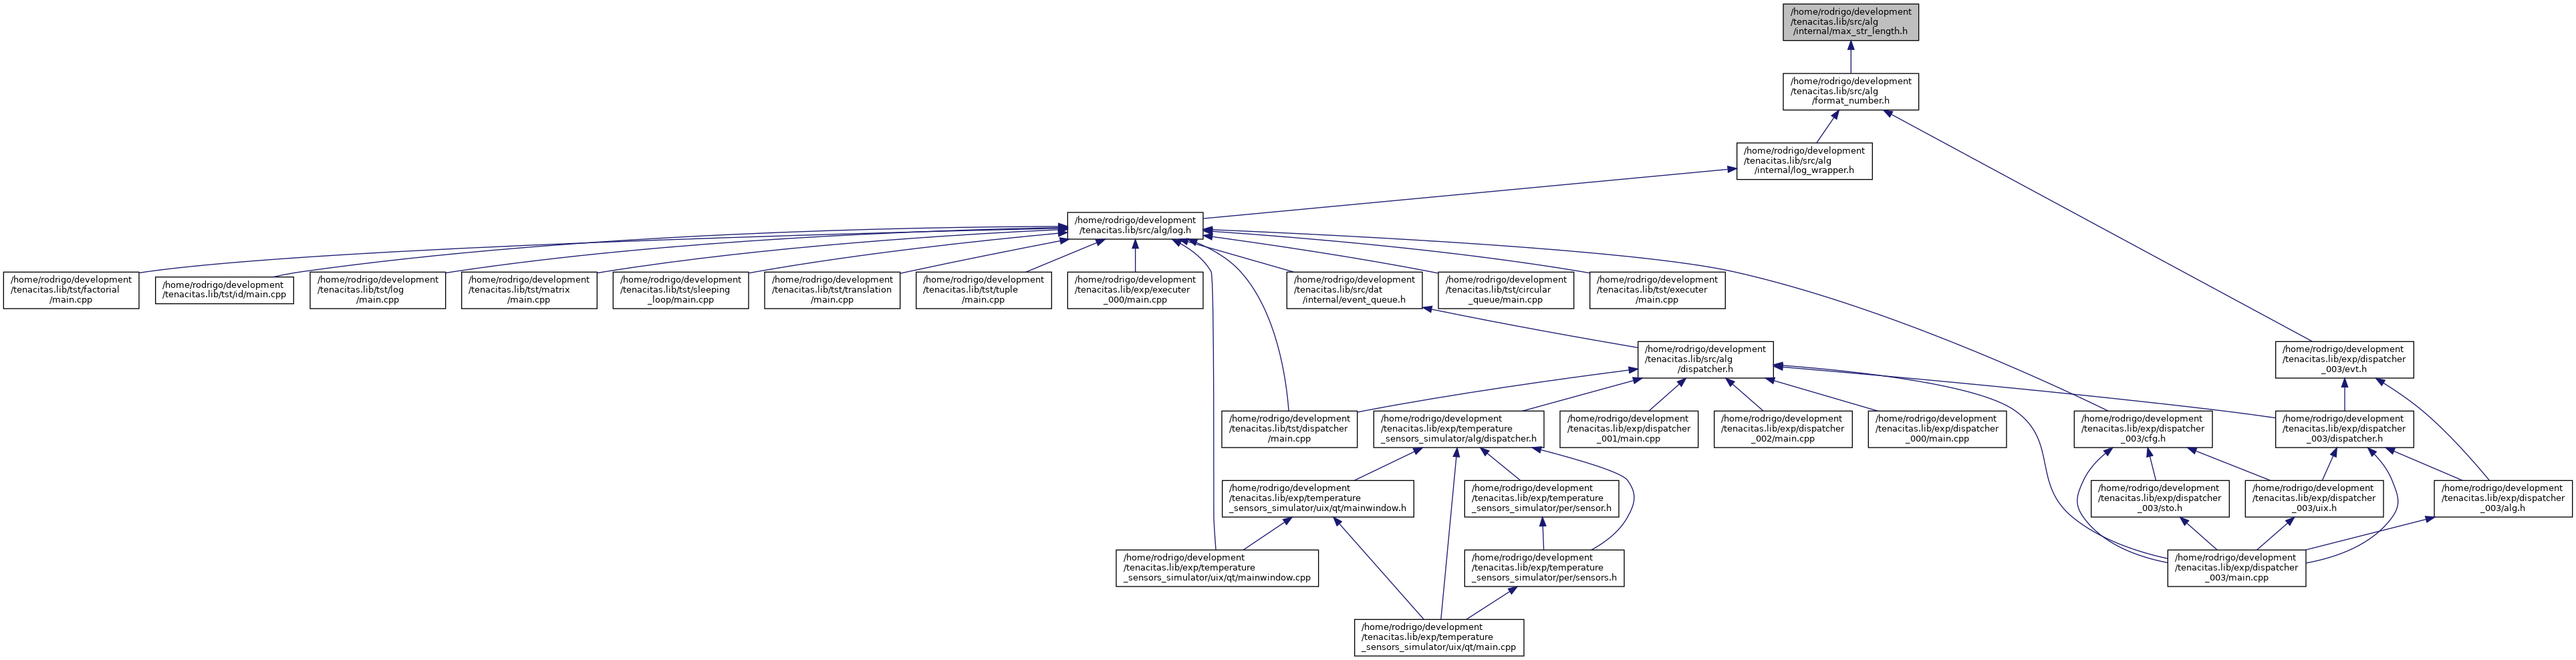 /home/rodrigo/development
/tenacitas.lib/src/alg
/internal/max_str_length.h
/home/rodrigo/development
/tenacitas.lib/src/alg
/format_number.h
/home/rodrigo/development
/tenacitas.lib/src/alg
/internal/log_wrapper.h
/home/rodrigo/development
/tenacitas.lib/src/alg/log.h
/home/rodrigo/development
/tenacitas.lib/tst/factorial
/main.cpp
/home/rodrigo/development
/tenacitas.lib/tst/id/main.cpp
/home/rodrigo/development
/tenacitas.lib/tst/log
/main.cpp
/home/rodrigo/development
/tenacitas.lib/tst/matrix
/main.cpp
/home/rodrigo/development
/tenacitas.lib/tst/sleeping
_loop/main.cpp
/home/rodrigo/development
/tenacitas.lib/tst/translation
/main.cpp
/home/rodrigo/development
/tenacitas.lib/tst/tuple
/main.cpp
/home/rodrigo/development
/tenacitas.lib/exp/executer
_000/main.cpp
/home/rodrigo/development
/tenacitas.lib/src/dat
/internal/event_queue.h
/home/rodrigo/development
/tenacitas.lib/tst/circular
_queue/main.cpp
/home/rodrigo/development
/tenacitas.lib/tst/executer
/main.cpp
/home/rodrigo/development
/tenacitas.lib/src/alg
/dispatcher.h
/home/rodrigo/development
/tenacitas.lib/exp/dispatcher
_003/evt.h
/home/rodrigo/development
/tenacitas.lib/tst/dispatcher
/main.cpp
/home/rodrigo/development
/tenacitas.lib/exp/temperature
_sensors_simulator/alg/dispatcher.h
/home/rodrigo/development
/tenacitas.lib/exp/dispatcher
_001/main.cpp
/home/rodrigo/development
/tenacitas.lib/exp/dispatcher
_002/main.cpp
/home/rodrigo/development
/tenacitas.lib/exp/dispatcher
_000/main.cpp
/home/rodrigo/development
/tenacitas.lib/exp/dispatcher
_003/cfg.h
/home/rodrigo/development
/tenacitas.lib/exp/dispatcher
_003/dispatcher.h
/home/rodrigo/development
/tenacitas.lib/exp/temperature
_sensors_simulator/uix/qt/mainwindow.h
/home/rodrigo/development
/tenacitas.lib/exp/temperature
_sensors_simulator/per/sensor.h
/home/rodrigo/development
/tenacitas.lib/exp/dispatcher
_003/sto.h
/home/rodrigo/development
/tenacitas.lib/exp/dispatcher
_003/uix.h
/home/rodrigo/development
/tenacitas.lib/exp/dispatcher
_003/alg.h
/home/rodrigo/development
/tenacitas.lib/exp/temperature
_sensors_simulator/uix/qt/mainwindow.cpp
/home/rodrigo/development
/tenacitas.lib/exp/temperature
_sensors_simulator/per/sensors.h
/home/rodrigo/development
/tenacitas.lib/exp/dispatcher
_003/main.cpp
/home/rodrigo/development
/tenacitas.lib/exp/temperature
_sensors_simulator/uix/qt/main.cpp